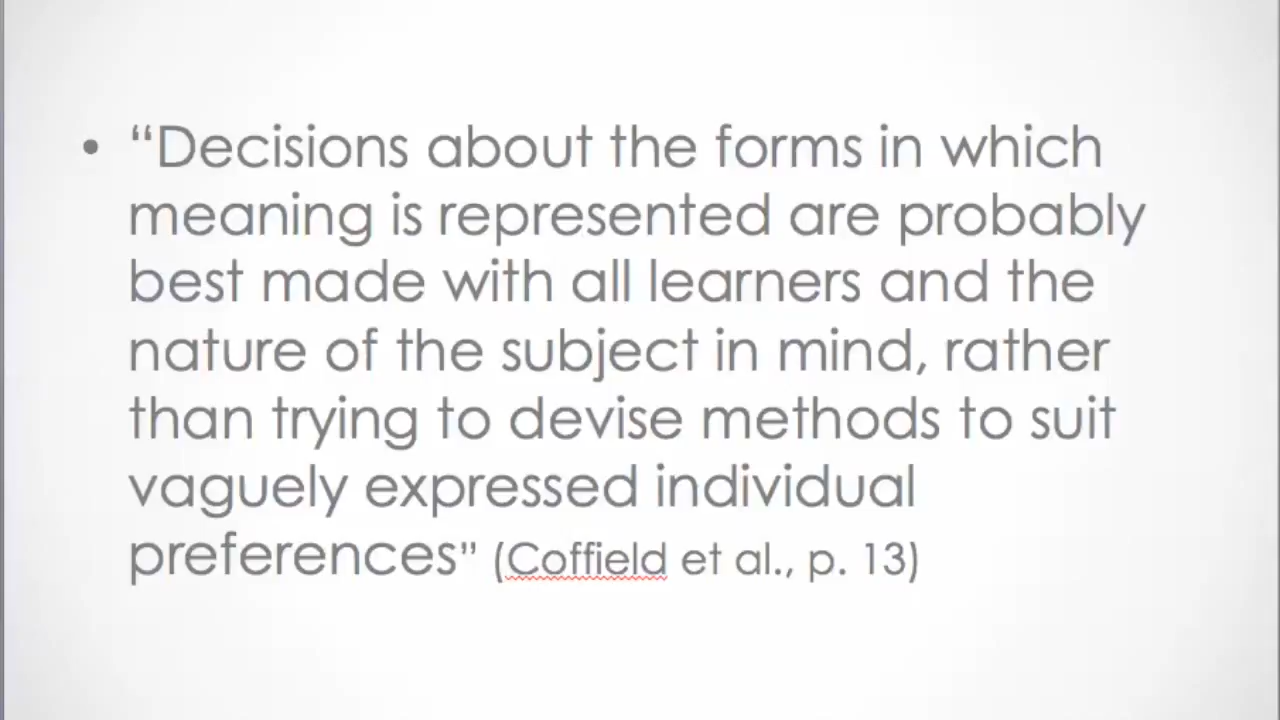 • “Decisions about the forms in which
meaning is represented are probably
best made with all learners and the
nature of the subject in mind, rather
than trying to devise methods to suit
vaguely expressed individual
preferences” (Coffield et al., p. 13)